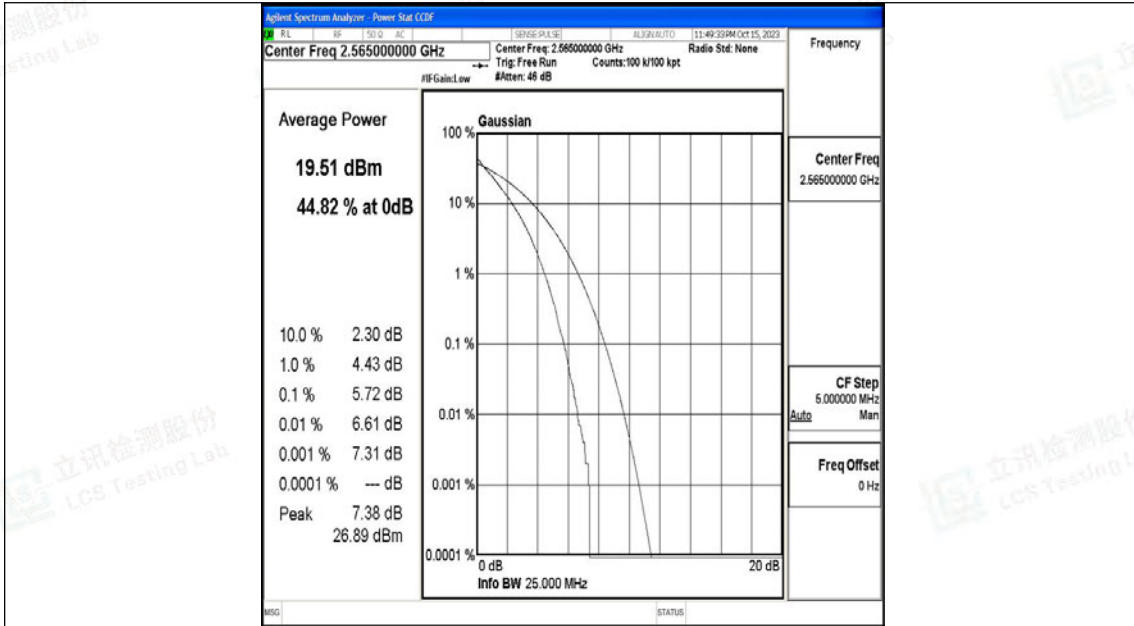 Agilent Spectrum Analyzer - Power Stat CCDF
RL RF 50 Ω AC SENSE:PULSE ALIGNAUTO 11:49:33 PM Oct 15, 2023
Center Freq 2.565000000 GHz
Center Freq: 2.565000000 GHz Radio Std: None
Trig: Free Run Counts:100 k/100 kpt
#IFGain:Low #Atten: 46 dB
Frequency
Average Power
19.51 dBm
44.82 % at 0dB
10.0 % 2.30 dB
1.0 % 4.43 dB
0.1 % 5.72 dB
0.01 % 6.61 dB
0.001 % 7.31 dB
0.0001 % --- dB
Peak 7.38 dB
26.89 dBm
Gaussian
100 %
10 %
1 %
0.1 %
0.01 %
0.001 %
0.0001 %
0 dB 20 dB
Info BW 25.000 MHz
Center Freq
2.565000000 GHz
CF Step
5.000000 MHz
Auto Man
Freq Offset
0 Hz
MSG STATUS
立讯检测股份
LCS Testing Lab
立讯检测股份